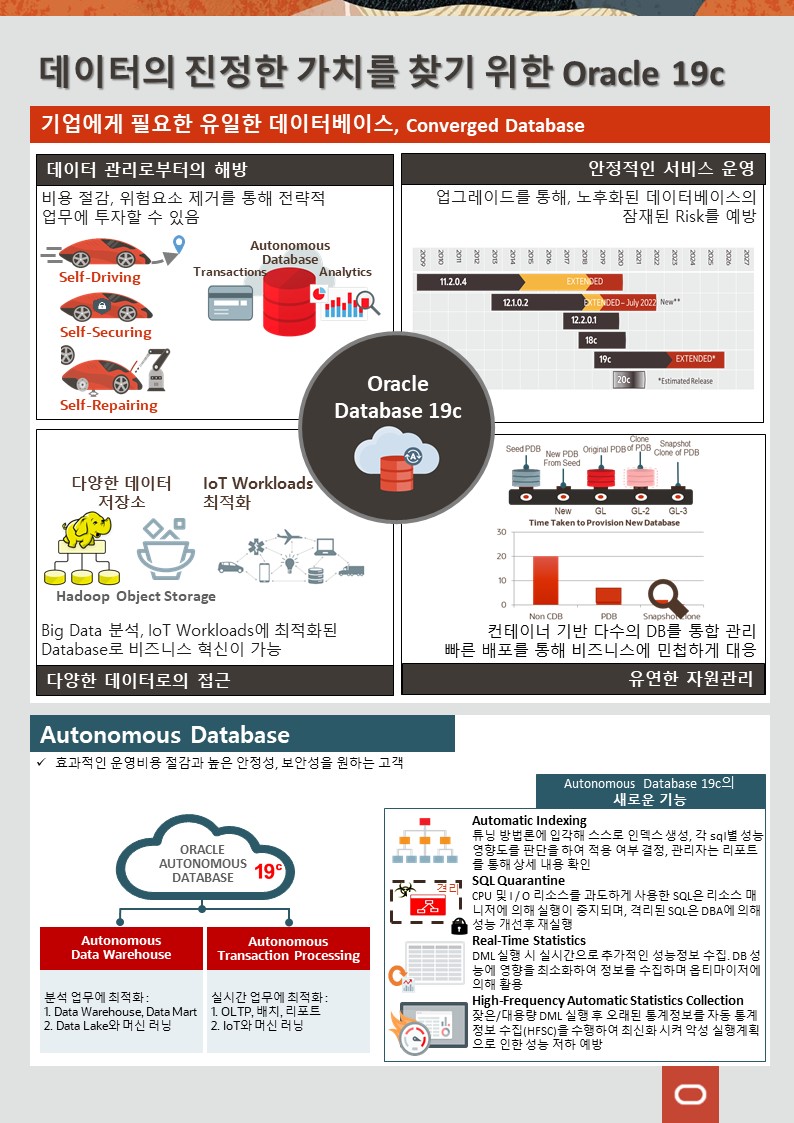 데이터의 진정한 가치를 찾기 위한 Oracle 19c
기업에게 필요한 유일한 데이터베이스, Converged Database
데이터 관리로부터의 해방
비용 절감, 위험요소 제거를 통해 전략적
업무에 투자할 수 있음
Self-Driving
Self-Securing
Self-Repairing
Autonomous
Database
Transactions
Analytics
안정적인 서비스 운영
업그레이드를 통해, 노후화된 데이터베이스의
잠재된 Risk를 예방
2009 2010 2011 2012 2013 2014 2015 2016 2017 2018 2019 2020 2021 2022 2023 2024 2025 2026 2027
11.2.0.4 EXTENDED
12.1.0.2 EXTENDED – July 2022 New**
12.2.0.1
18c
19c EXTENDED*
20c *Estimated Release
Oracle
Database 19c
A
다양한 데이터
저장소
IoT Workloads
최적화
Hadoop Object Storage
Big Data 분석, IoT Workloads에 최적화된
Database로 비즈니스 혁신이 가능
다양한 데이터로의 접근
Seed PDB
New PDB
From Seed
Original PDB
Clone
of PDB
Snapshot
Clone of PDB
New GL GL-2 GL-3
Time Taken to Provision New Database
30
20
10
0
Non CDB PDB Snapshot Clone
컨테이너 기반 다수의 DB를 통합 관리
빠른 배포를 통해 비즈니스에 민첩하게 대응
유연한 자원관리
Autonomous Database
✓ 효과적인 운영비용 절감과 높은 안정성, 보안성을 원하는 고객
ORACLE
AUTONOMOUS
DATABASE
19c
Autonomous
Data Warehouse
분석 업무에 최적화 :
1. Data Warehouse, Data Mart
2. Data Lake와 머신 러닝
Autonomous
Transaction Processing
실시간 업무에 최적화 :
1. OLTP, 배치, 리포트
2. IoT와 머신 러닝
Autonomous Database 19c의
새로운 기능
Automatic Indexing
튜닝 방법론에 입각해 스스로 인덱스 생성, 각 sql별 성능
영향도를 판단을 하여 적용 여부 결정, 관리자는 리포트
를 통해 상세 내용 확인
격리
SQL Quarantine
CPU 및 I / O 리소스를 과도하게 사용한 SQL은 리소스 매
니저에 의해 실행이 중지되며, 격리된 SQL은 DBA에 의해
성능 개선후 재실행
Real-Time Statistics
DML 실행 시 실시간으로 추가적인 성능정보 수집. DB 성
능에 영향을 최소화하여 정보를 수집하며 옵티마이저에
의해 활용
High-Frequency Automatic Statistics Collection
잦은/대용량 DML 실행 후 오래된 통계정보를 자동 통계
정보 수집(HFSC)을 수행하여 최신화 시켜 악성 실행계획
으로 인한 성능 저하 예방